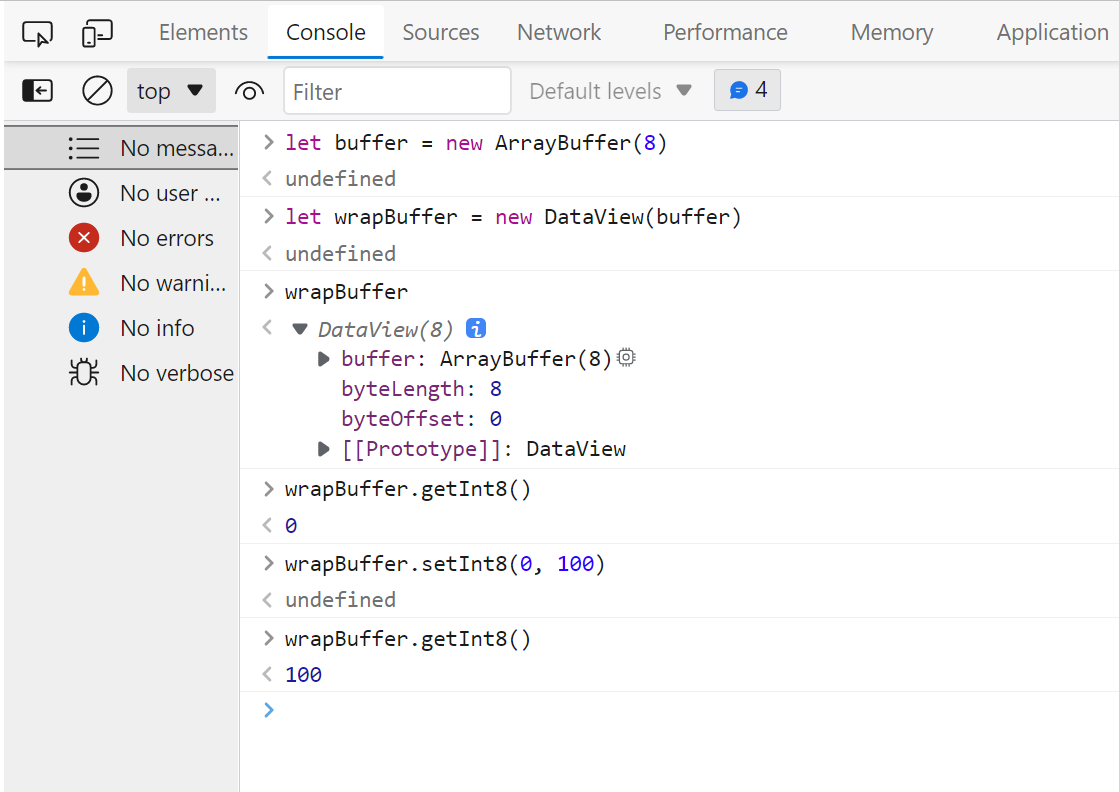 Elements Console Sources Network Performance Memory Application
top Filter Default levels 4
No messa...
No user ...
No errors
No warni...
No info
No verbose
let buffer = new ArrayBuffer(8)
undefined
let wrapBuffer = new DataView(buffer)
undefined
wrapBuffer
DataView(8) i
buffer: ArrayBuffer(8)
byteLength: 8
byteOffset: 0
[[Prototype]]: DataView
wrapBuffer.getInt8()
0
wrapBuffer.setInt8(0, 100)
undefined
wrapBuffer.getInt8()
100